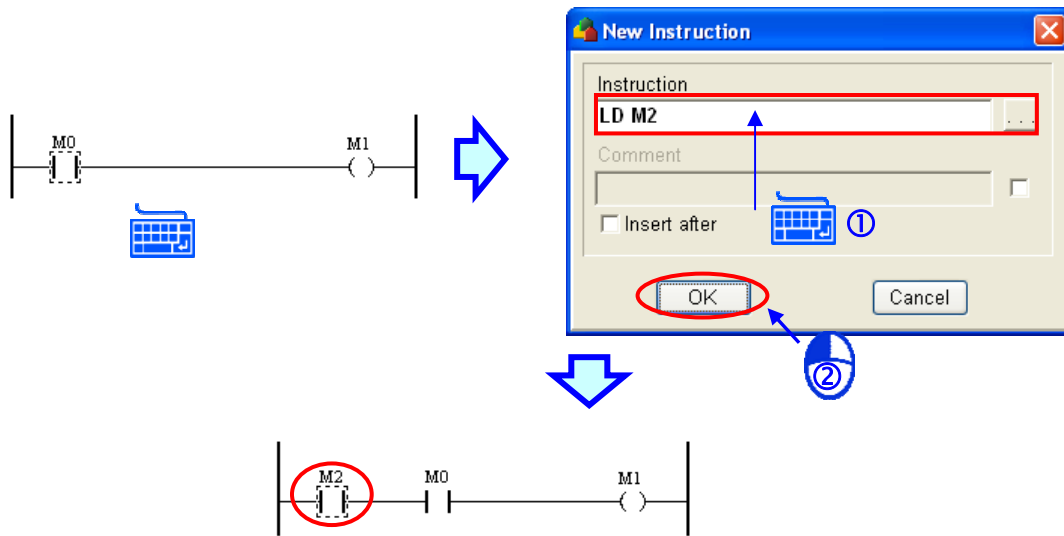 New Instruction
Instruction
LD M2
...
Comment
Insert after
①
OK
Cancel
②
M0
M1
M2
M0
M1